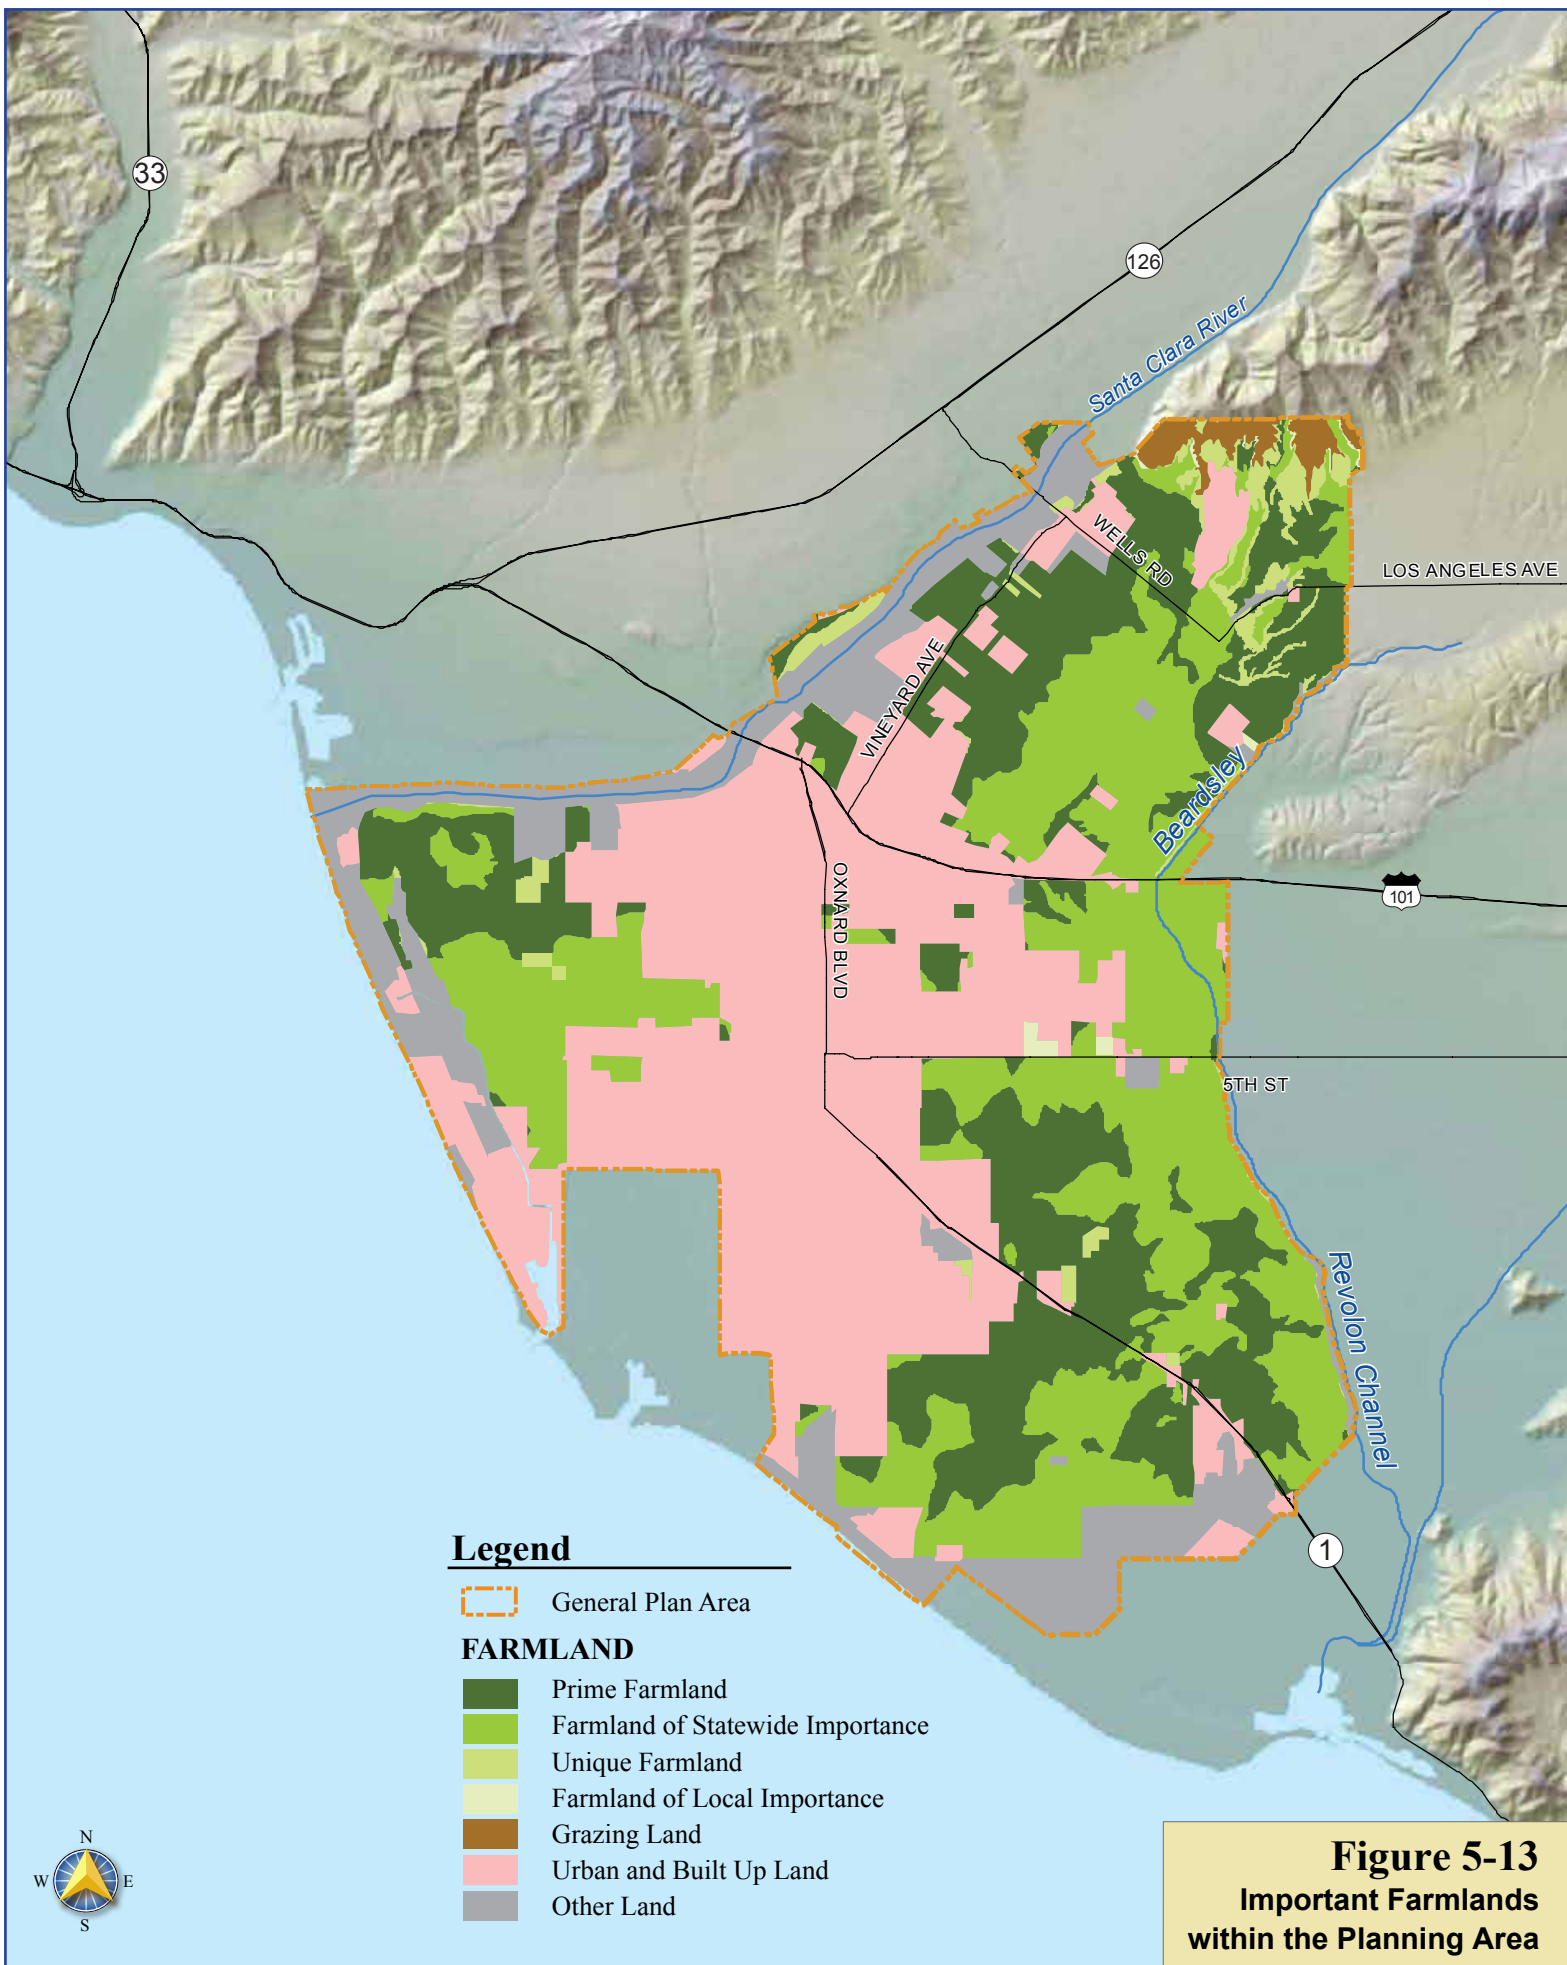 33
126
Santa Clara River
WELLS RD
LOS ANGELES AVE
VINEYARD AVE
Beardsley
OXNARD BLVD
101
5TH ST
Revolon Channel
1
Legend
General Plan Area
FARMLAND
Prime Farmland
Farmland of Statewide Importance
Unique Farmland
Farmland of Local Importance
Grazing Land
Urban and Built Up Land
Other Land
N
W
E
S
Figure 5-13
Important Farmlands
within the Planning Area